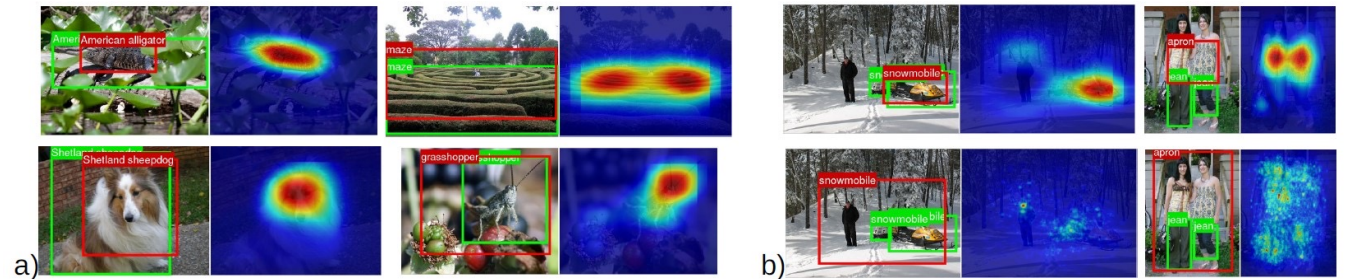 American alligator
maze
maze
Shetland sheepdog
grasshopper
a)
snowmobile
apron
jean
jean
snowmobile
snowmobile
apron
jean
jean
b)